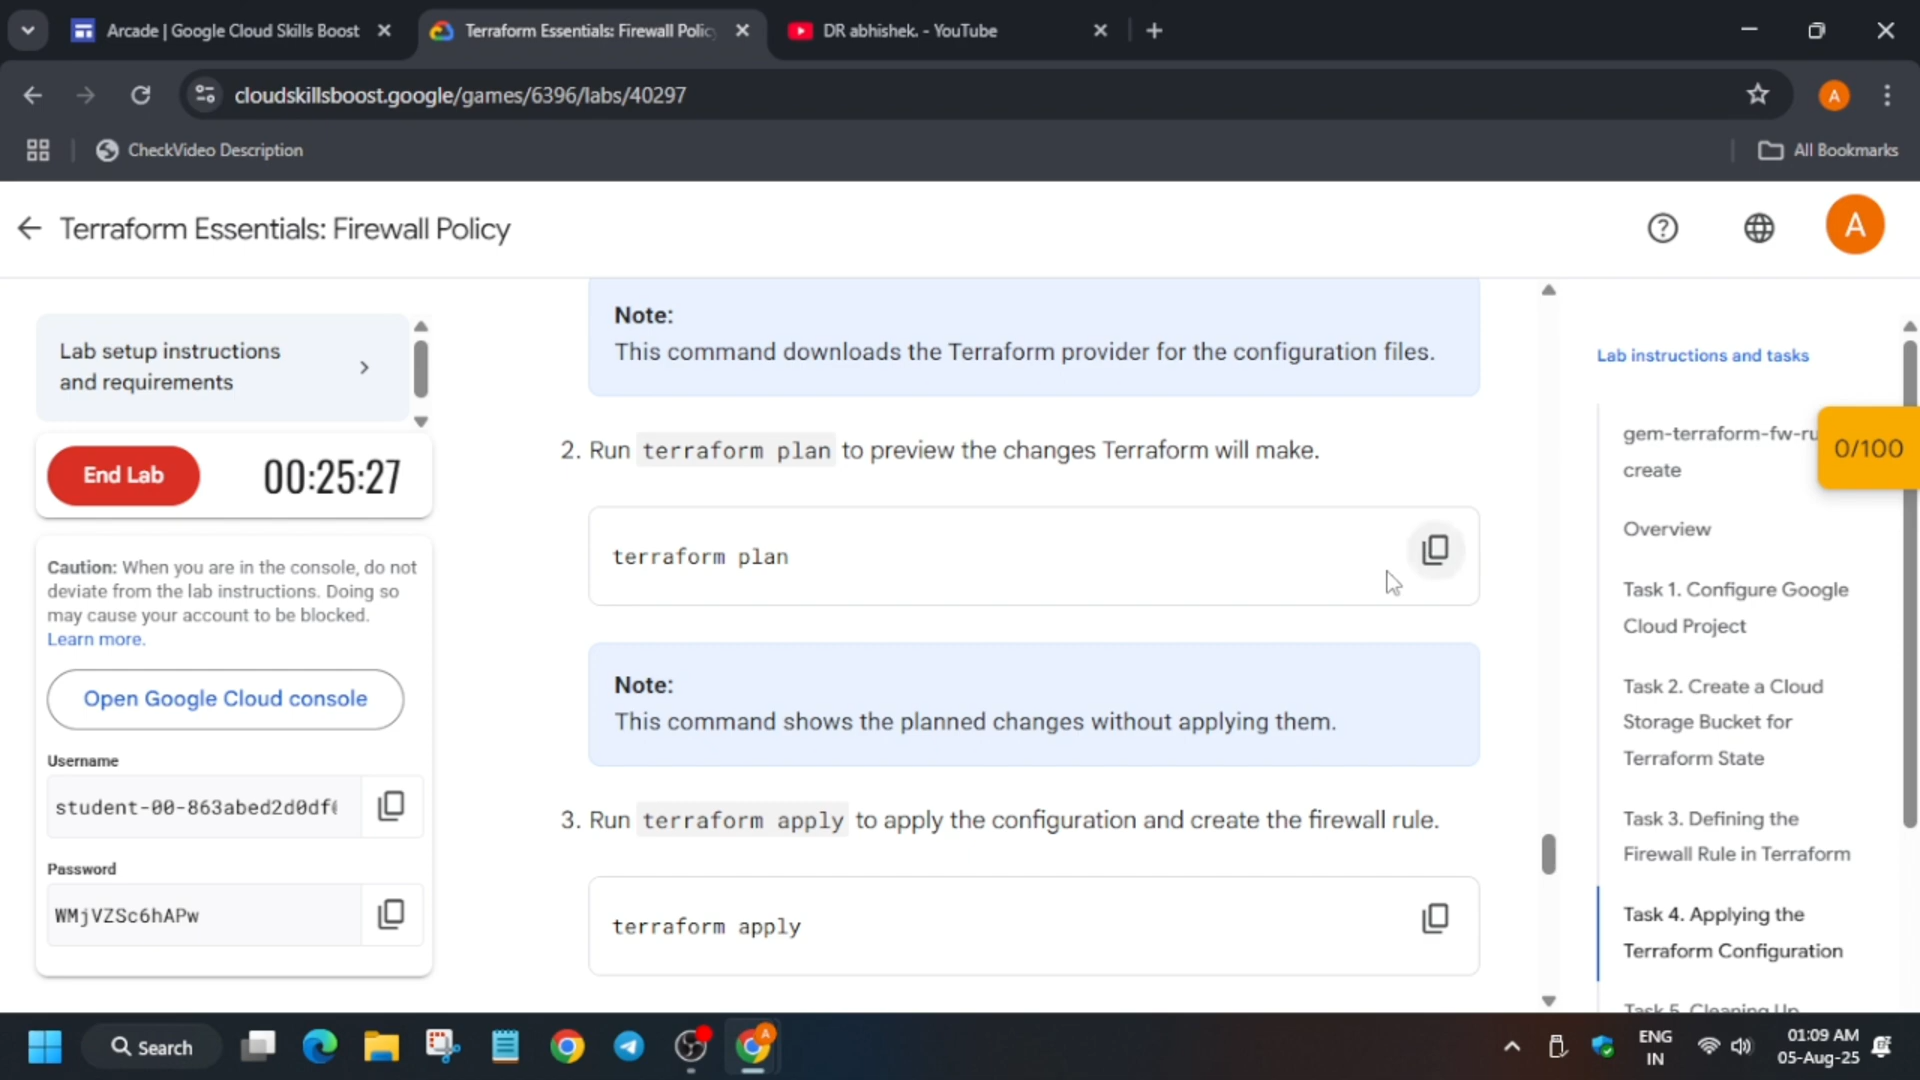 Arcade | Google Cloud Skills Boost
Terraform Essentials: Firewall Polic
DR abhishek. - YouTube
cloudskillsboost.google/games/6396/labs/40297
A
CheckVideo Description
All Bookmarks
Terraform Essentials: Firewall Policy
A
Lab setup instructions
and requirements
End Lab
00:25:27
Caution: When you are in the console, do not
deviate from the lab instructions. Doing so
may cause your account to be blocked.
Learn more.
Open Google Cloud console
Username
student-00-863abed2d0df
Password
WMjVZSc6hAPw
Note:
This command downloads the Terraform provider for the configuration files.
2. Run terraform plan to preview the changes Terraform will make.
terraform plan
Note:
This command shows the planned changes without applying them.
3. Run terraform apply to apply the configuration and create the firewall rule.
terraform apply
Lab instructions and tasks
gem-terraform-fw-ru
create
0/100
Overview
Task 1. Configure Google
Cloud Project
Task 2. Create a Cloud
Storage Bucket for
Terraform State
Task 3. Defining the
Firewall Rule in Terraform
Task 4. Applying the
Terraform Configuration
Task 5. Cleaning Up
Search
A
ENG
IN
01:09 AM
05-Aug-25